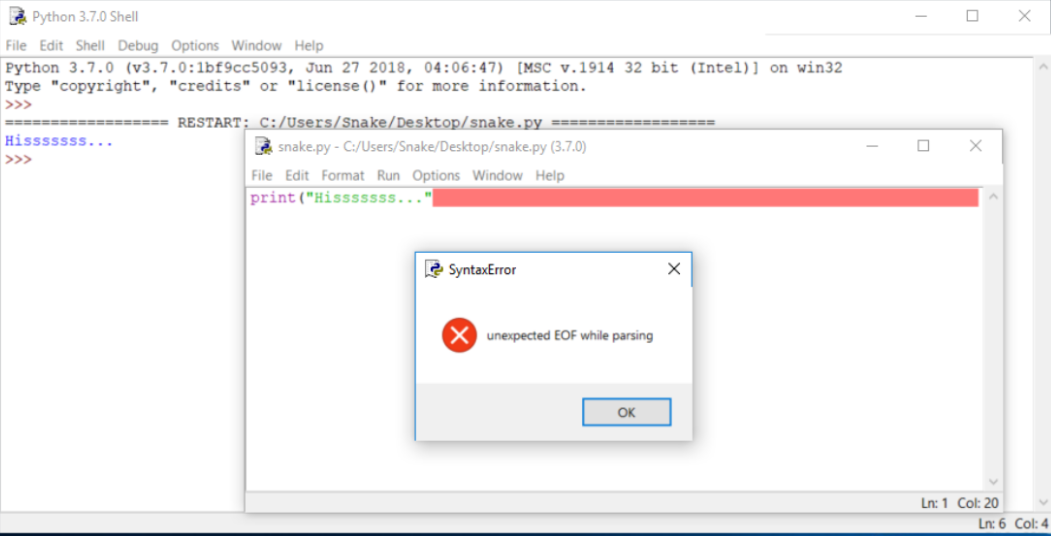 Python 3.7.0 Shell
File Edit Shell Debug Options Window Help
Python 3.7.0 (v3.7.0:1bf9cc5093, Jun 27 2018, 04:06:47) [MSC v.1914 32 bit (Intel)] on win32
Type "copyright", "credits" or "license()" for more information.
>>>
================== RESTART: C:/Users/Snake/Desktop/snake.py ==================
Hisssssss...
>>>
snake.py - C:/Users/Snake/Desktop/snake.py (3.7.0)
File Edit Format Run Options Window Help
print("Hisssssss..."
SyntaxError
unexpected EOF while parsing
OK
Ln: 1 Col: 20
Ln: 6 Col: 4